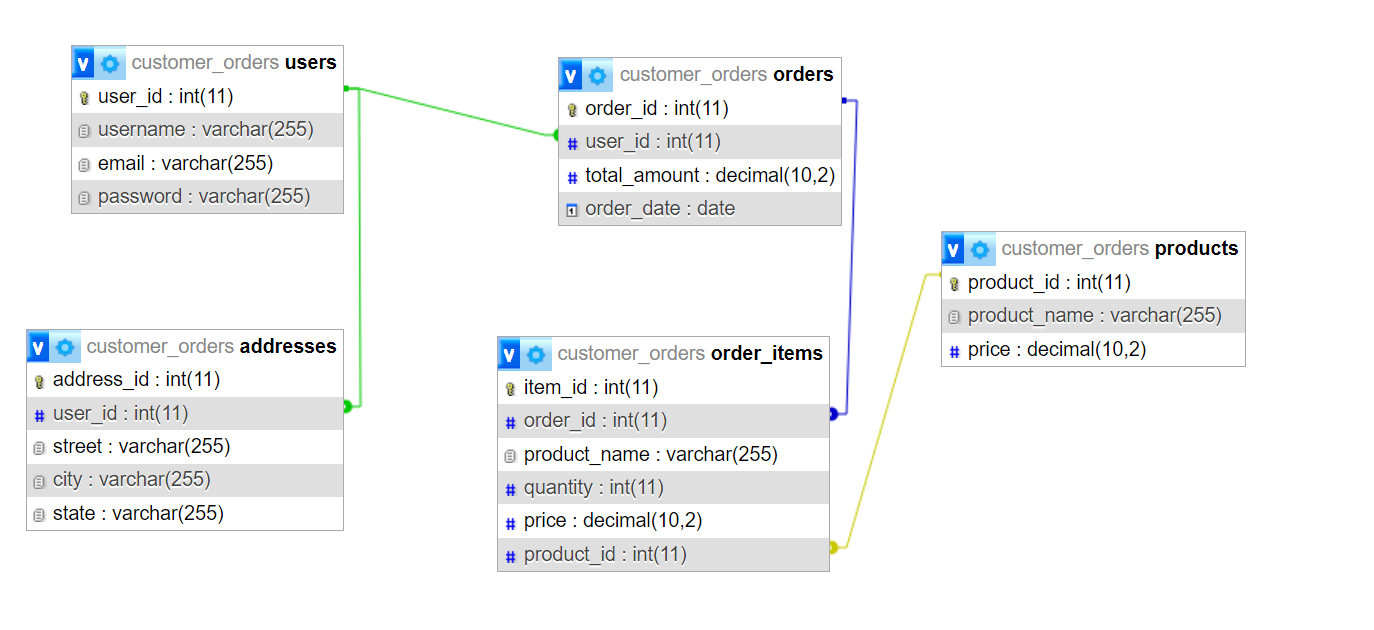 v customer_orders users
user_id : int(11)
username : varchar(255)
email : varchar(255)
password : varchar(255)
v customer_orders orders
order_id : int(11)
# user_id : int(11)
# total_amount : decimal(10,2)
order_date : date
v customer_orders products
product_id : int(11)
product_name : varchar(255)
# price : decimal(10,2)
v customer_orders addresses
address_id : int(11)
# user_id : int(11)
street : varchar(255)
city : varchar(255)
state : varchar(255)
v customer_orders order_items
item_id : int(11)
# order_id : int(11)
product_name : varchar(255)
# quantity : int(11)
# price : decimal(10,2)
# product_id : int(11)